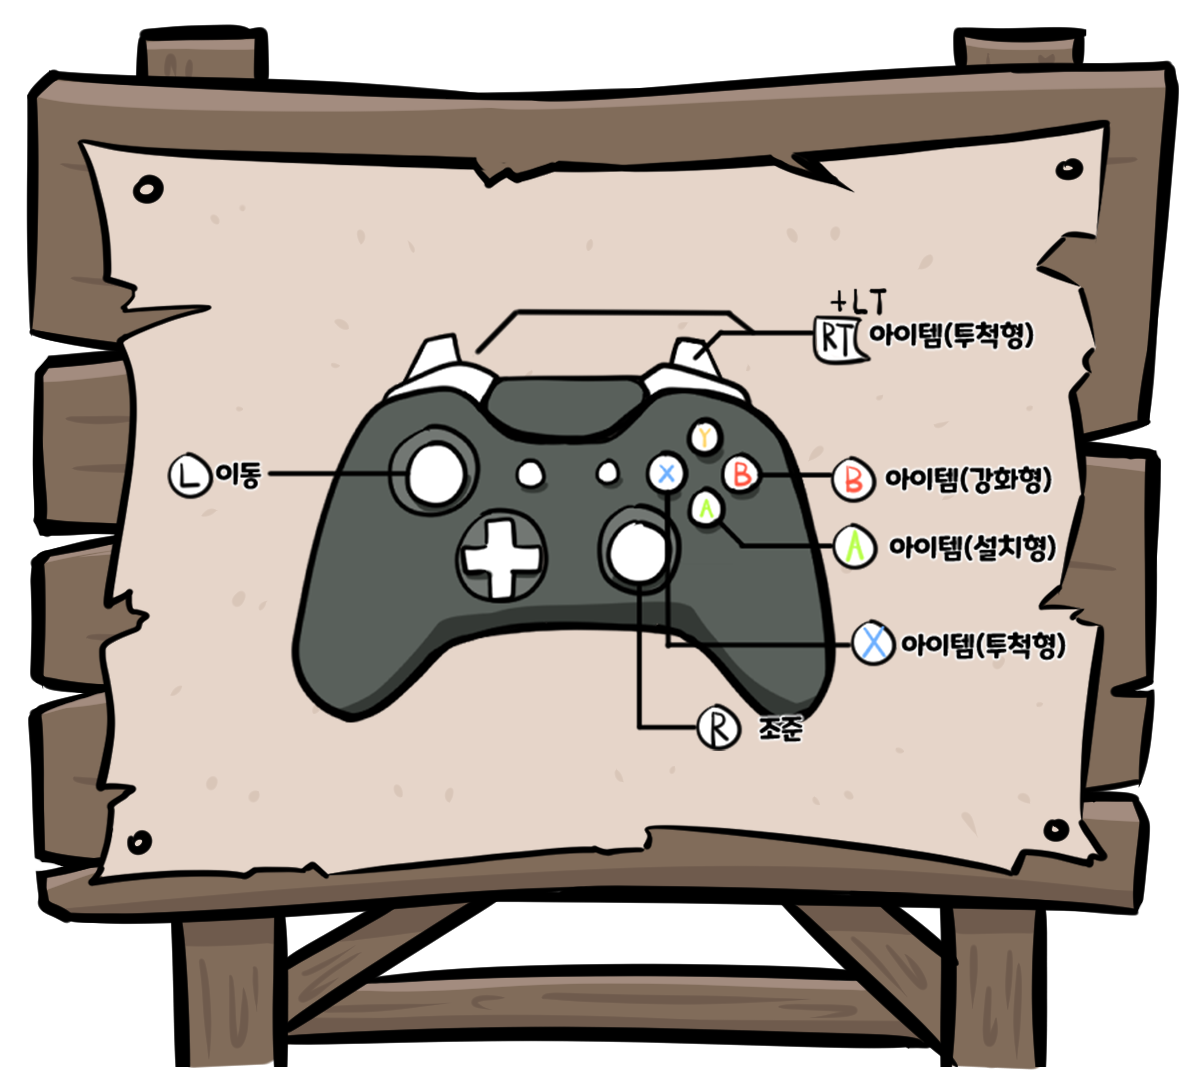 +LT
RT 아이템(투척형)
Y
X B
A
L 이동
B 아이템(강화형)
A 아이템(설치형)
X 아이템(투척형)
R 조준